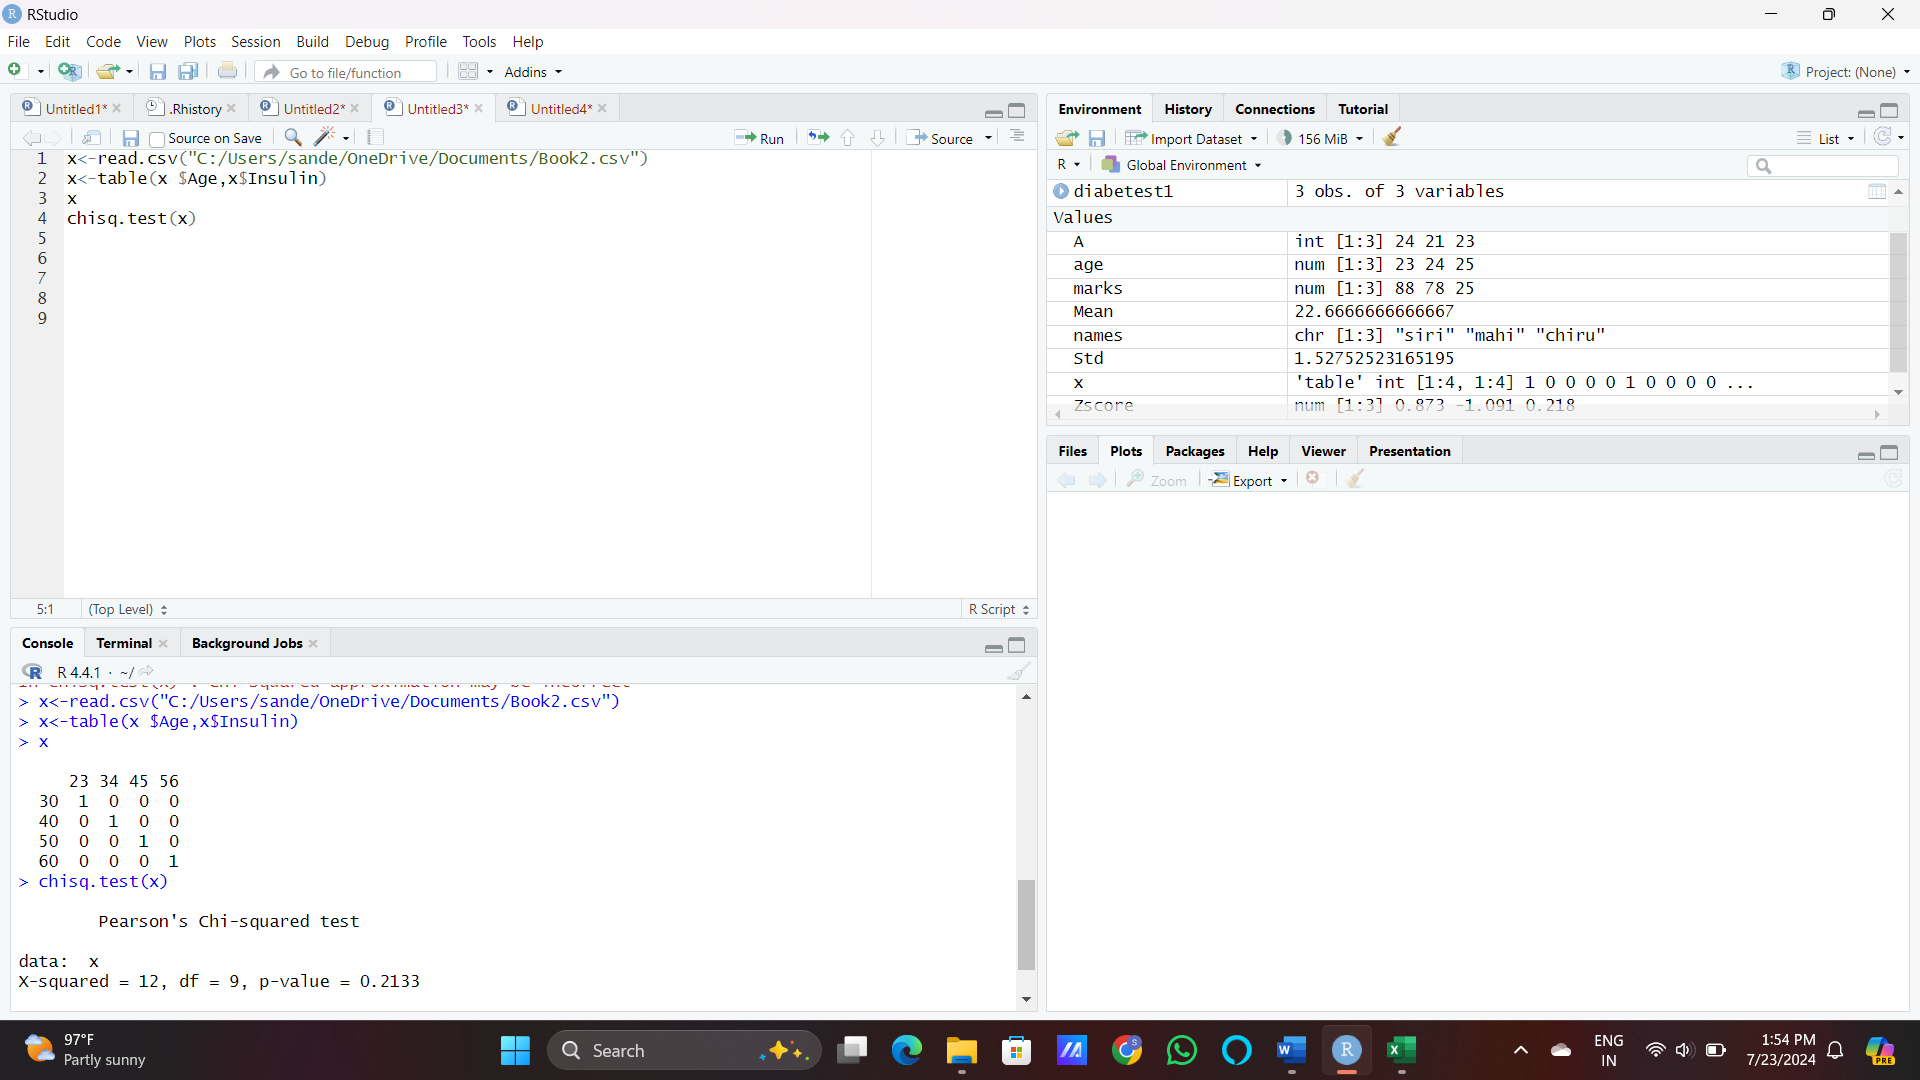 RStudio
File Edit Code View Plots Session Build Debug Profile Tools Help
Go to file/function Addins Project: (None)
Untitled1* .Rhistory Untitled2* Untitled3* Untitled4*
Source on Save Run Source
1 x<-read.csv("C:/Users/sande/OneDrive/Documents/Book2.csv")
2 x<-table(x $Age,x$Insulin)
3 x
4 chisq.test(x)
5
6
7
8
9
5:1 (Top Level) R Script
Console Terminal Background Jobs
R 4.4.1 · ~/
In chisq.test(x) : Chi-squared approximation may be incorrect
> x<-read.csv("C:/Users/sande/OneDrive/Documents/Book2.csv")
> x<-table(x $Age,x$Insulin)
> x
23 34 45 56
30 1 0 0 0
40 0 1 0 0
50 0 0 1 0
60 0 0 0 1
> chisq.test(x)
Pearson's Chi-squared test
data: x
X-squared = 12, df = 9, p-value = 0.2133
Environment History Connections Tutorial
Import Dataset 156 MiB List
R Global Environment
diabetest1 3 obs. of 3 variables
Values
A int [1:3] 24 21 23
age num [1:3] 23 24 25
marks num [1:3] 88 78 25
Mean 22.6666666666667
names chr [1:3] "siri" "mahi" "chiru"
Std 1.52752523165195
x 'table' int [1:4, 1:4] 1 0 0 0 0 1 0 0 0 0 ...
Zscore num [1:3] 0.873 -1.091 0.218
Files Plots Packages Help Viewer Presentation
Zoom Export
97°F
Partly sunny
Search
ENG
IN
1:54 PM
7/23/2024
PRE